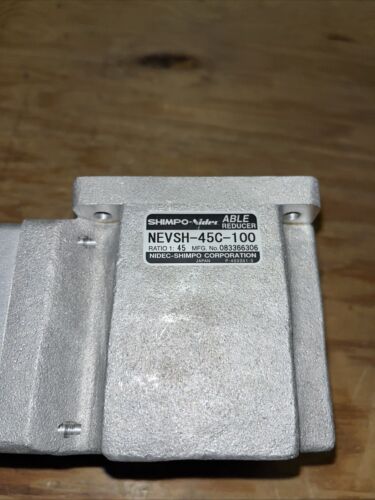 SHIMPO-Nidec ABLE REDUCER
NEVSH-45C-100
RATIO 1: 45 MFG. No. 083366306
NIDEC-SHIMPO CORPORATION
JAPAN